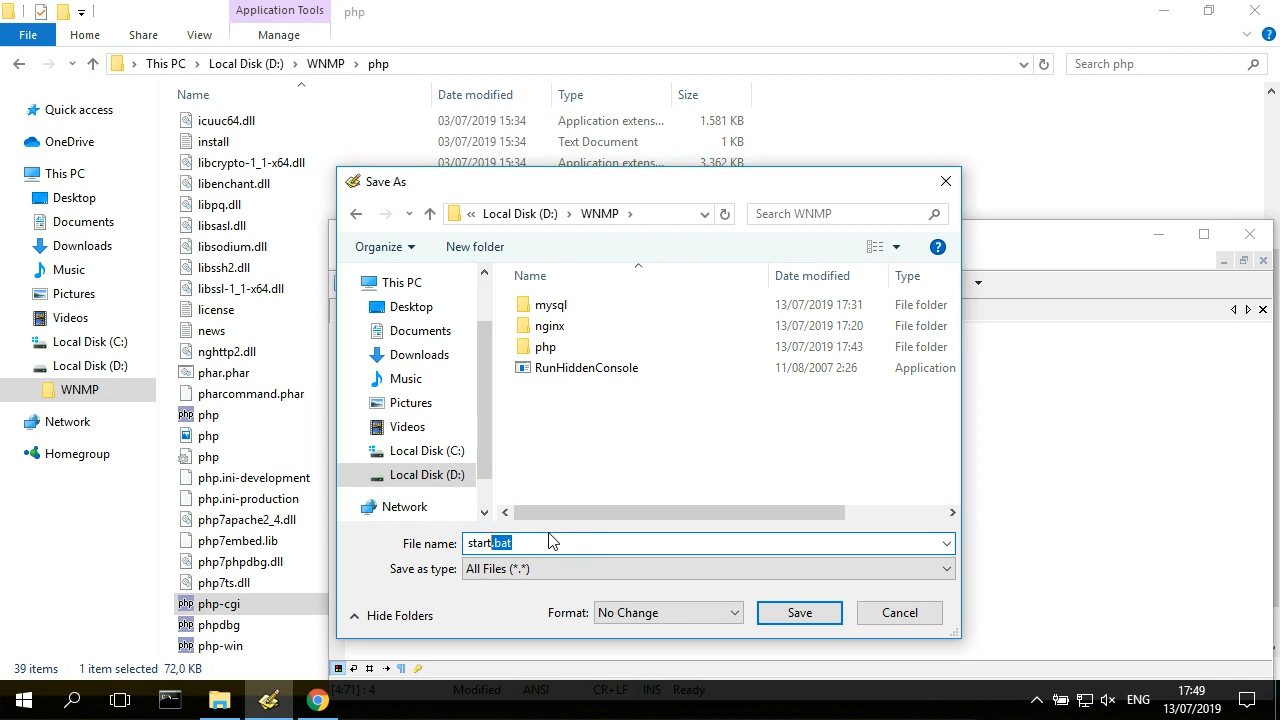 Application Tools
php
File
Home
Share
View
Manage
This PC
Local Disk (D:)
WNMP
php
Search php
Name
Date modified
Type
Size
Quick access
OneDrive
This PC
Desktop
Documents
Downloads
Music
Pictures
Videos
Local Disk (C:)
Local Disk (D:)
WNMP
Network
Homegroup
icuuc64.dll 03/07/2019 15:34 Application extens... 1.581 KB
install 03/07/2019 15:34 Text Document 1 KB
libcrypto-1_1-x64.dll 03/07/2019 15:34 Application extens... 3.362 KB
libenchant.dll
libpq.dll
libsasl.dll
libsodium.dll
libssh2.dll
libssl-1_1-x64.dll
license
news
nghttp2.dll
phar.phar
pharcommand.phar
php
php
php
php.ini-development
php.ini-production
php7apache2_4.dll
php7embed.lib
php7phpdbg.dll
php7ts.dll
php-cgi
phpdbg
php-win
Save As
« Local Disk (D:)
WNMP
Search WNMP
Organize
New folder
This PC
Desktop
Documents
Downloads
Music
Pictures
Videos
Local Disk (C:)
Local Disk (D:)
Network
Name Date modified Type
mysql 13/07/2019 17:31 File folder
nginx 13/07/2019 17:20 File folder
php 13/07/2019 17:43 File folder
RunHiddenConsole 11/08/2007 2:26 Application
File name: start.bat
Save as type: All Files (*.*)
Hide Folders
Format: No Change
Save
Cancel
39 items 1 item selected 72,0 KB
[4:71] : 4 Modified ANSI CR+LF INS Ready
ENG
17:49
13/07/2019